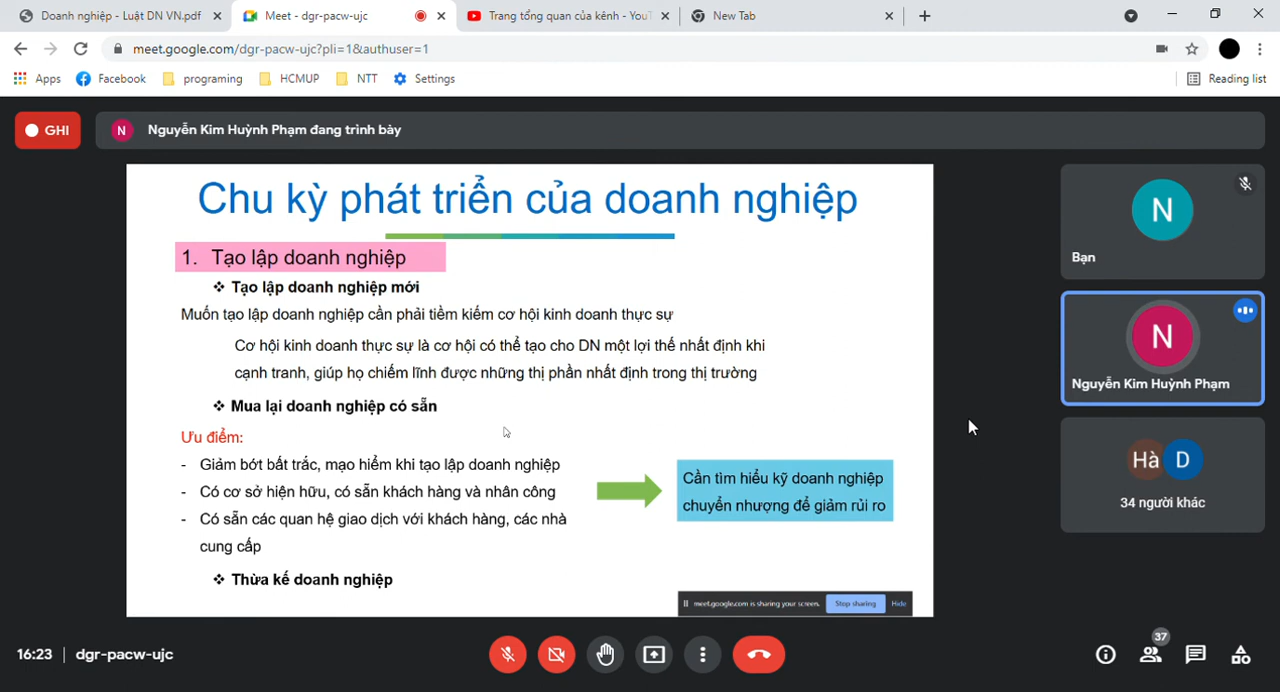 Doanh nghiệp - Luật DN VN.pdf
Meet - dgr-pacw-ujc
Trang tổng quan của kênh - YouT
New Tab
meet.google.com/dgr-pacw-ujc?pli=1&authuser=1
Apps
Facebook
programing
HCMUP
NTT
Settings
Reading list
GHI
N
Nguyễn Kim Huỳnh Phạm đang trình bày
Chu kỳ phát triển của doanh nghiệp
1. Tạo lập doanh nghiệp
❖ Tạo lập doanh nghiệp mới
Muốn tạo lập doanh nghiệp cần phải tiềm kiếm cơ hội kinh doanh thực sự
Cơ hội kinh doanh thực sự là cơ hội có thể tạo cho DN một lợi thế nhất định khi
cạnh tranh, giúp họ chiếm lĩnh được những thị phần nhất định trong thị trường
❖ Mua lại doanh nghiệp có sẵn
Ưu điểm:
- Giảm bớt bất trắc, mạo hiểm khi tạo lập doanh nghiệp
- Có cơ sở hiện hữu, có sẵn khách hàng và nhân công
- Có sẵn các quan hệ giao dịch với khách hàng, các nhà
cung cấp
Cần tìm hiểu kỹ doanh nghiệp
chuyển nhượng để giảm rủi ro
❖ Thừa kế doanh nghiệp
meet.google.com is sharing your screen.
Stop sharing
Hide
N
Bạn
N
Nguyễn Kim Huỳnh Phạm
Hà
D
34 người khác
16:23 | dgr-pacw-ujc
37